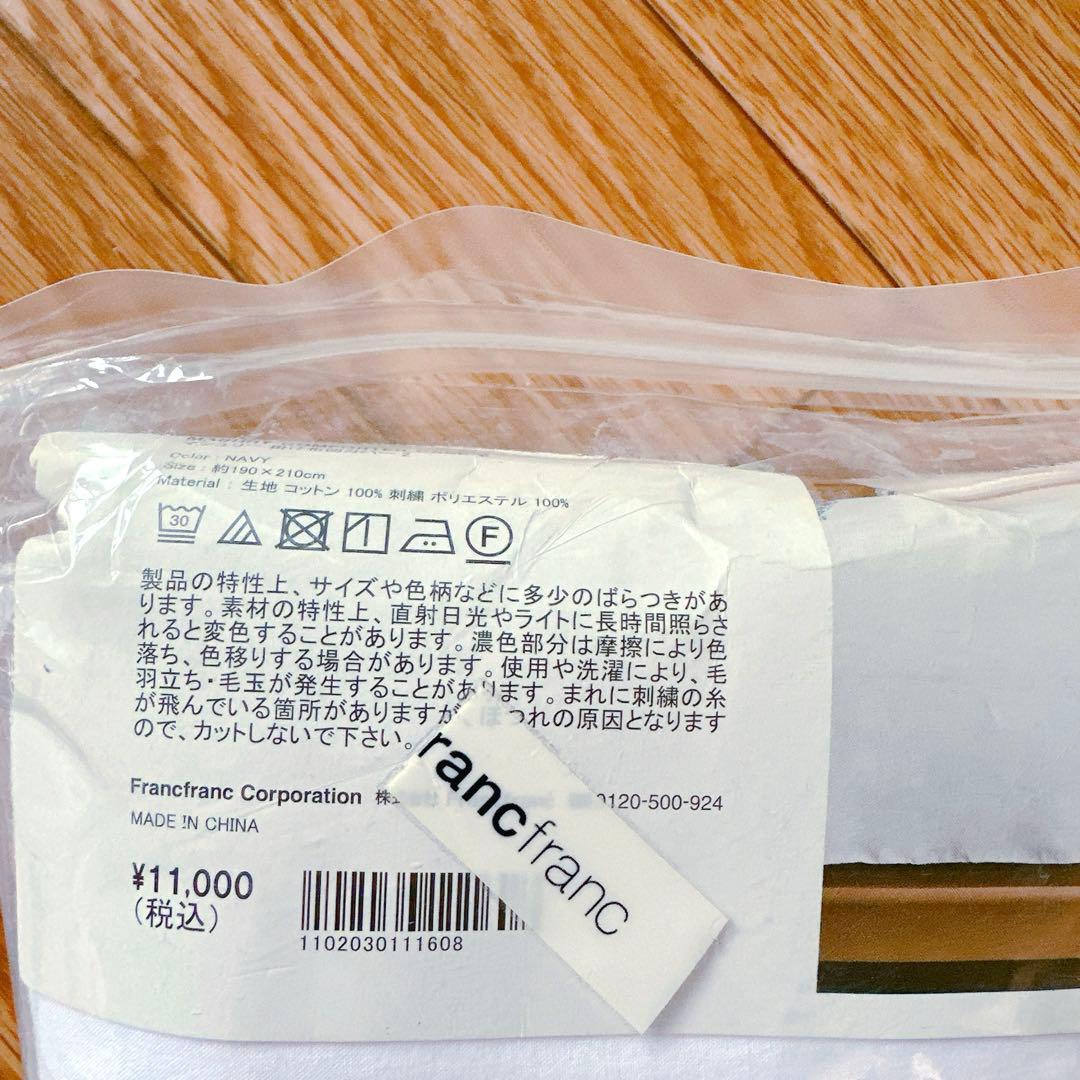 Color : NAVY
Size : 約190×210cm
Material : 生地 コットン 100% 刺繍 ポリエステル 100%
30
F
製品の特性上、サイズや色柄などに多少のばらつきがあ
ります。素材の特性上、直射日光やライトに長時間照らさ
れると変色することがあります。濃色部分は摩擦により色
落ち、色移りする場合があります。使用や洗濯により、毛
羽立ち・毛玉が発生することがあります。まれに刺繍の糸
が飛んでいる箇所がありますが、ほつれの原因となります
ので、カットしないで下さい。
Francfranc Corporation 株 0120-500-924
MADE IN CHINA
¥11,000
(税込)
1102030111608
rancfranc